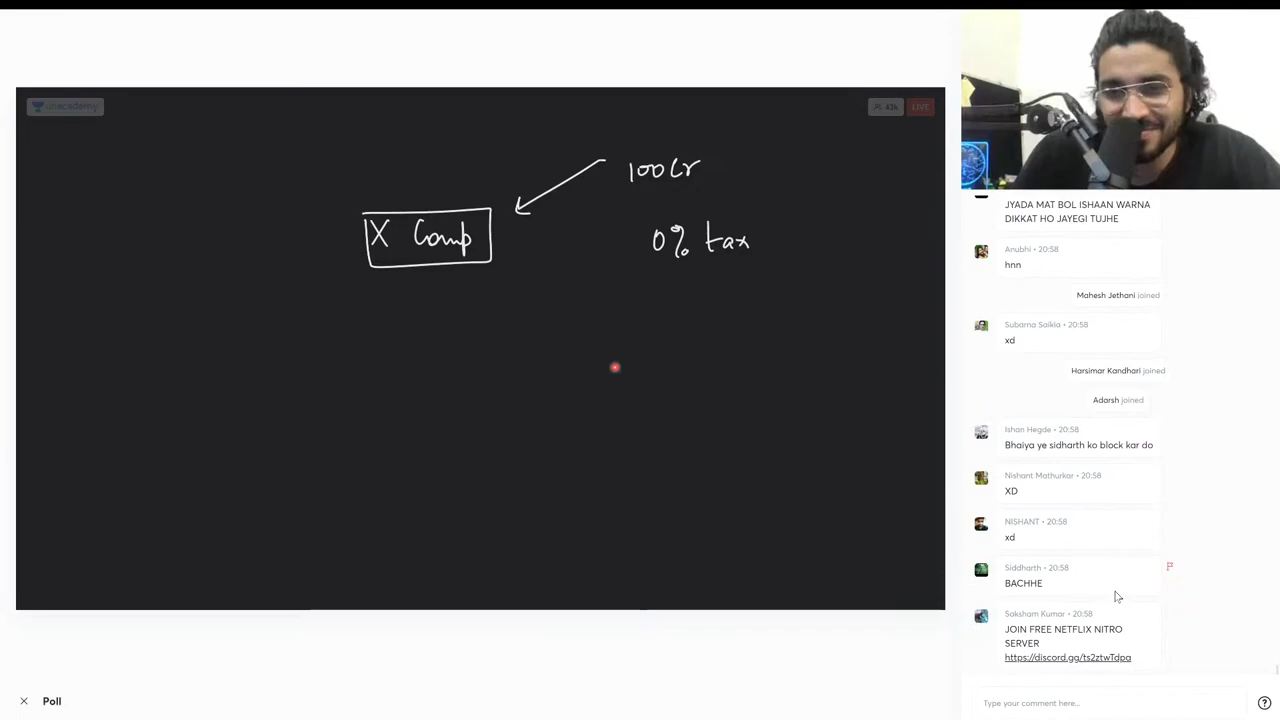 unacademy
42k
LIVE
100Cr
X Comp
0% tax
JYADA MAT BOL ISHAAN WARNA
DIKKAT HO JAYEGI TUJHE
Anubhi • 20:58
hnn
Mahesh Jethani joined
Subarna Saikia • 20:58
xd
Harsimar Kandhari joined
Adarsh joined
Ishan Hegde • 20:58
Bhaiya ye sidharth ko block kar do
Nishant Mathurkar • 20:58
XD
NISHANT • 20:58
xd
Siddharth • 20:58
BACHHE
Saksham Kumar • 20:58
JOIN FREE NETFLIX NITRO
SERVER
https://discord.gg/ts2ztwTdpa
Poll
Type your comment here...